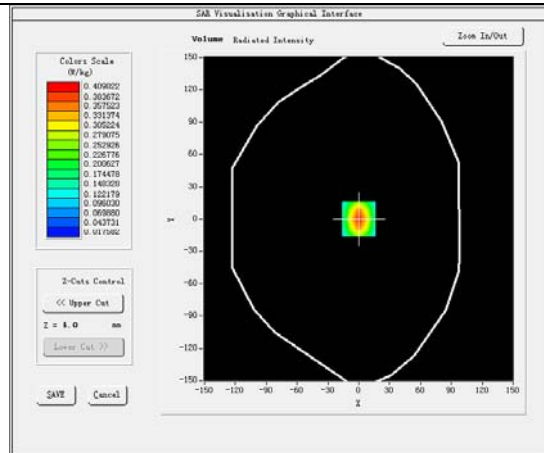 SAR Visualisation Graphical Interface
Volume Radiated Intensity
Zoom In/Out
Colors Scale
(W/kg)
0.409822
0.383672
0.357523
0.331374
0.305224
0.279075
0.252926
0.226776
0.200627
0.174478
0.148328
0.122179
0.096030
0.069880
0.043731
0.017582
Z-Cuts Control
<< Upper Cut
Z = 4.0 mm
Lower Cut >>
SAVE
Cancel
150
120
90
60
30
0
-30
-60
-90
-120
-150
Y
-150 -120 -90 -60 -30 0 30 60 90 120 150
X